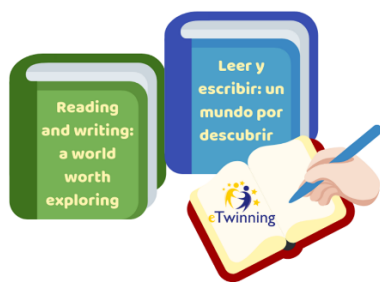 Reading
and writing:
a world
worth
exploring
Leer y
escribir: un
mundo por
descubrir
eTwinning